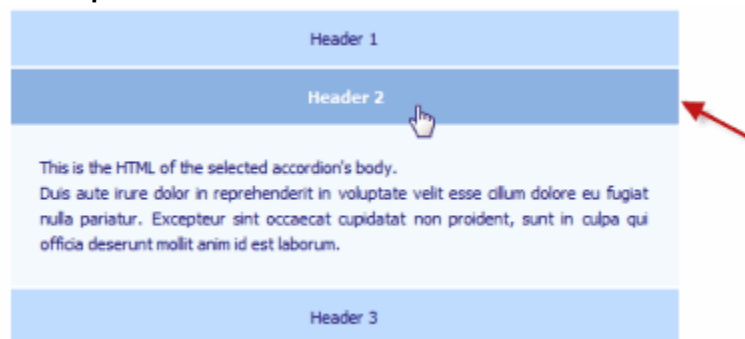 Header 1
Header 2
This is the HTML of the selected accordion's body.
Duis aute irure dolor in reprehenderit in voluptate velit esse cillum dolore eu fugiat
nulla pariatur. Excepteur sint occaecat cupidatat non proident, sunt in culpa qui
officia deserunt mollit anim id est laborum.
Header 3